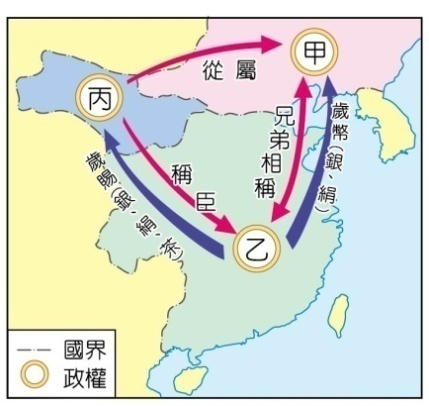 甲
從屬
丙
兄弟相稱
歲幣(銀、絹)
稱臣
歲賜(銀、絹、茶)
乙
國界
政權